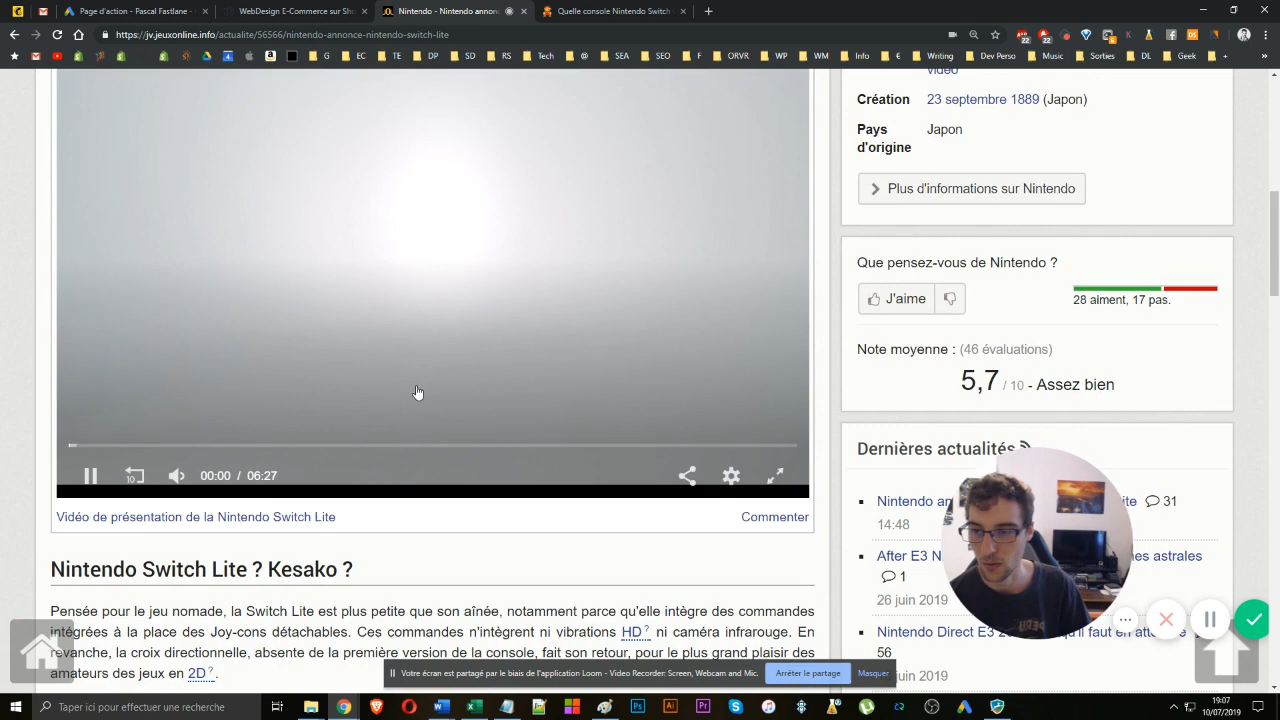 Page d'action - Pascal Fastlane -
WebDesign E-Commerce sur Sho
Nintendo - Nintendo annonc
Quelle console Nintendo Switch
https://jv.jeuxonline.info/actualite/56566/nintendo-annonce-nintendo-switch-lite
22
22
5
G
EC
TE
DP
SD
RS
Tech
@
SEA
SEO
F
ORVR
WP
WM
Info
€
Writing
Dev Perso
Music
Sorties
DL
Geek
+
vidéo
Création 23 septembre 1889 (Japon)
Pays d'origine Japon
Plus d'informations sur Nintendo
Que pensez-vous de Nintendo ?
J'aime
28 aiment, 17 pas.
Note moyenne : (46 évaluations)
5,7 / 10 - Assez bien
10 00:00 / 06:27
Vidéo de présentation de la Nintendo Switch Lite
Commenter
Dernières actualités
Nintendo an ite 31
14:48
After E3 N nes astrales
1
26 juin 2019
Nintendo Direct E3 2 qu'il faut en att e
56
juin 2019
Nintendo Switch Lite ? Kesako ?
Pensée pour le jeu nomade, la Switch Lite est plus petite que son aînée, notamment parce qu'elle intègre des commandes
intégrées à la place des Joy-cons détachables. Ces commandes n'intègrent ni vibrations HD? ni caméra infrarouge. En
revanche, la croix directionnelle, absente de la première version de la console, fait son retour, pour le plus grand plaisir des
amateurs des jeux en 2D?.
Votre écran est partagé par le biais de l'application Loom - Video Recorder: Screen, Webcam and Mic.
Arrêter le partage
Masquer
Taper ici pour effectuer une recherche
19:07
10/07/2019